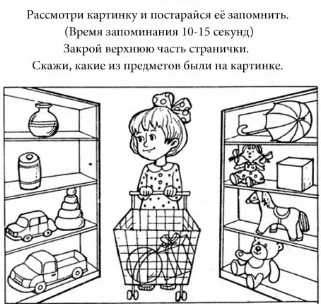 Рассмотри картинку и постарайся её запомнить.
(Время запоминания 10-15 секунд)
Закрой верхнюю часть странички.
Скажи, какие из предметов были на картинке.